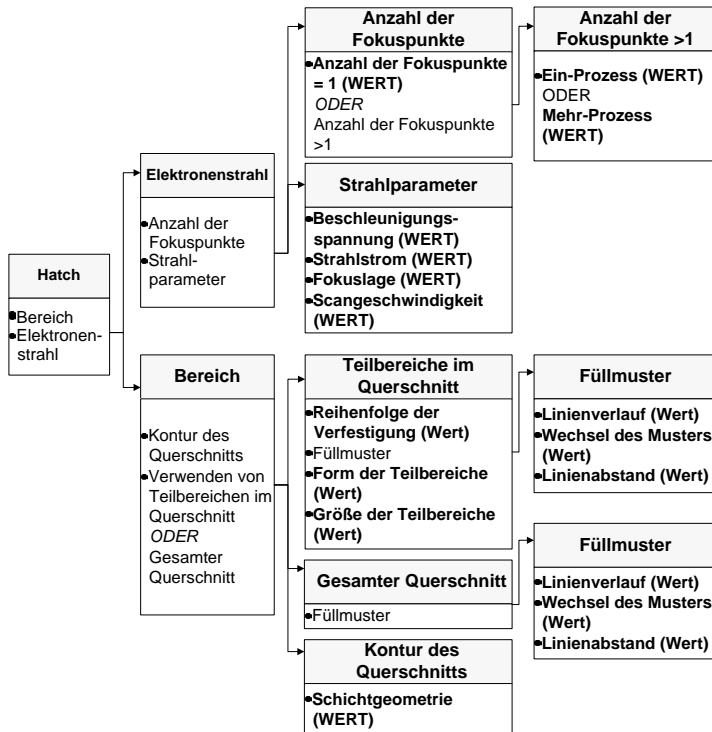 Hatch
Bereich
Elektronen-
strahl
Elektronenstrahl
Anzahl der
Fokuspunkte
Strahl-
parameter
Anzahl der
Fokuspunkte
Anzahl der Fokuspunkte
= 1 (WERT)
ODER
Anzahl der Fokuspunkte
>1
Anzahl der
Fokuspunkte >1
Ein-Prozess (WERT)
ODER
Mehr-Prozess
(WERT)
Strahlparameter
Beschleunigungs-
spannung (WERT)
Strahlstrom (WERT)
Fokuslage (WERT)
Scangeschwindigkeit
(WERT)
Bereich
Kontur des
Querschnitts
Verwenden von
Teilbereichen im
Querschnitt
ODER
Gesamter
Querschnitt
Teilbereiche im
Querschnitt
Reihenfolge der
Verfestigung (Wert)
Füllmuster
Form der Teilbereiche
(Wert)
Größe der Teilbereiche
(Wert)
Füllmuster
Linienverlauf (Wert)
Wechsel des Musters
(Wert)
Linienabstand (Wert)
Gesamter Querschnitt
Füllmuster
Füllmuster
Linienverlauf (Wert)
Wechsel des Musters
(Wert)
Linienabstand (Wert)
Kontur des
Querschnitts
Schichtgeometrie
(WERT)